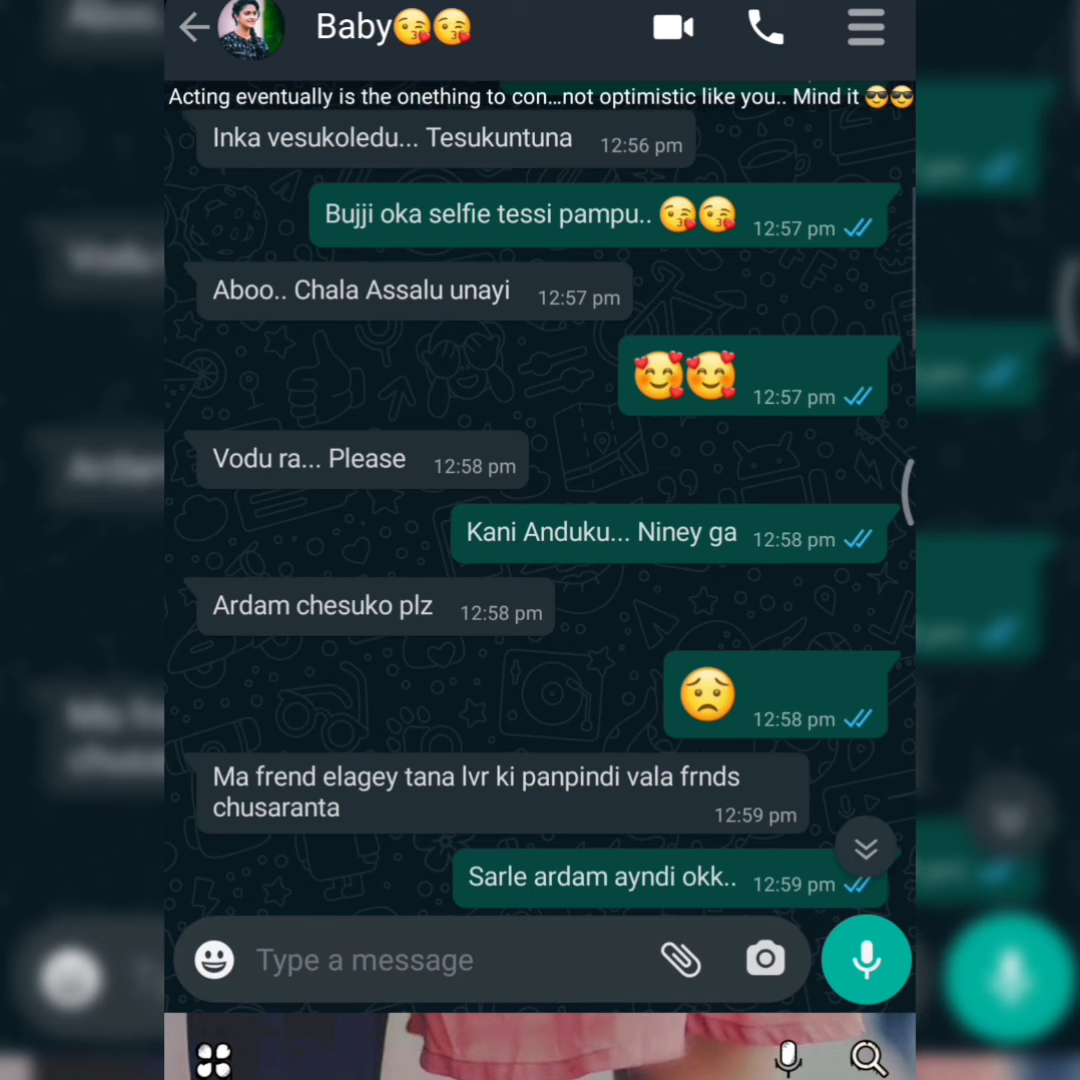 Baby😘😘
Acting eventually is the onething to con...not optimistic like you.. Mind it 😎😎
Inka vesukoledu... Tesukuntuna
12:56 pm
Bujji oka selfie tessi pampu.. 😘😘
12:57 pm
Aboo.. Chala Assalu unayi
12:57 pm
🥰🥰
12:57 pm
Vodu ra... Please
12:58 pm
Kani Anduku... Niney ga
12:58 pm
Ardam chesuko plz
12:58 pm
😟
12:58 pm
Ma frend elagey tana lvr ki panpindi vala frnds
chusaranta
12:59 pm
Sarle ardam ayndi okk..
12:59 pm
Type a message